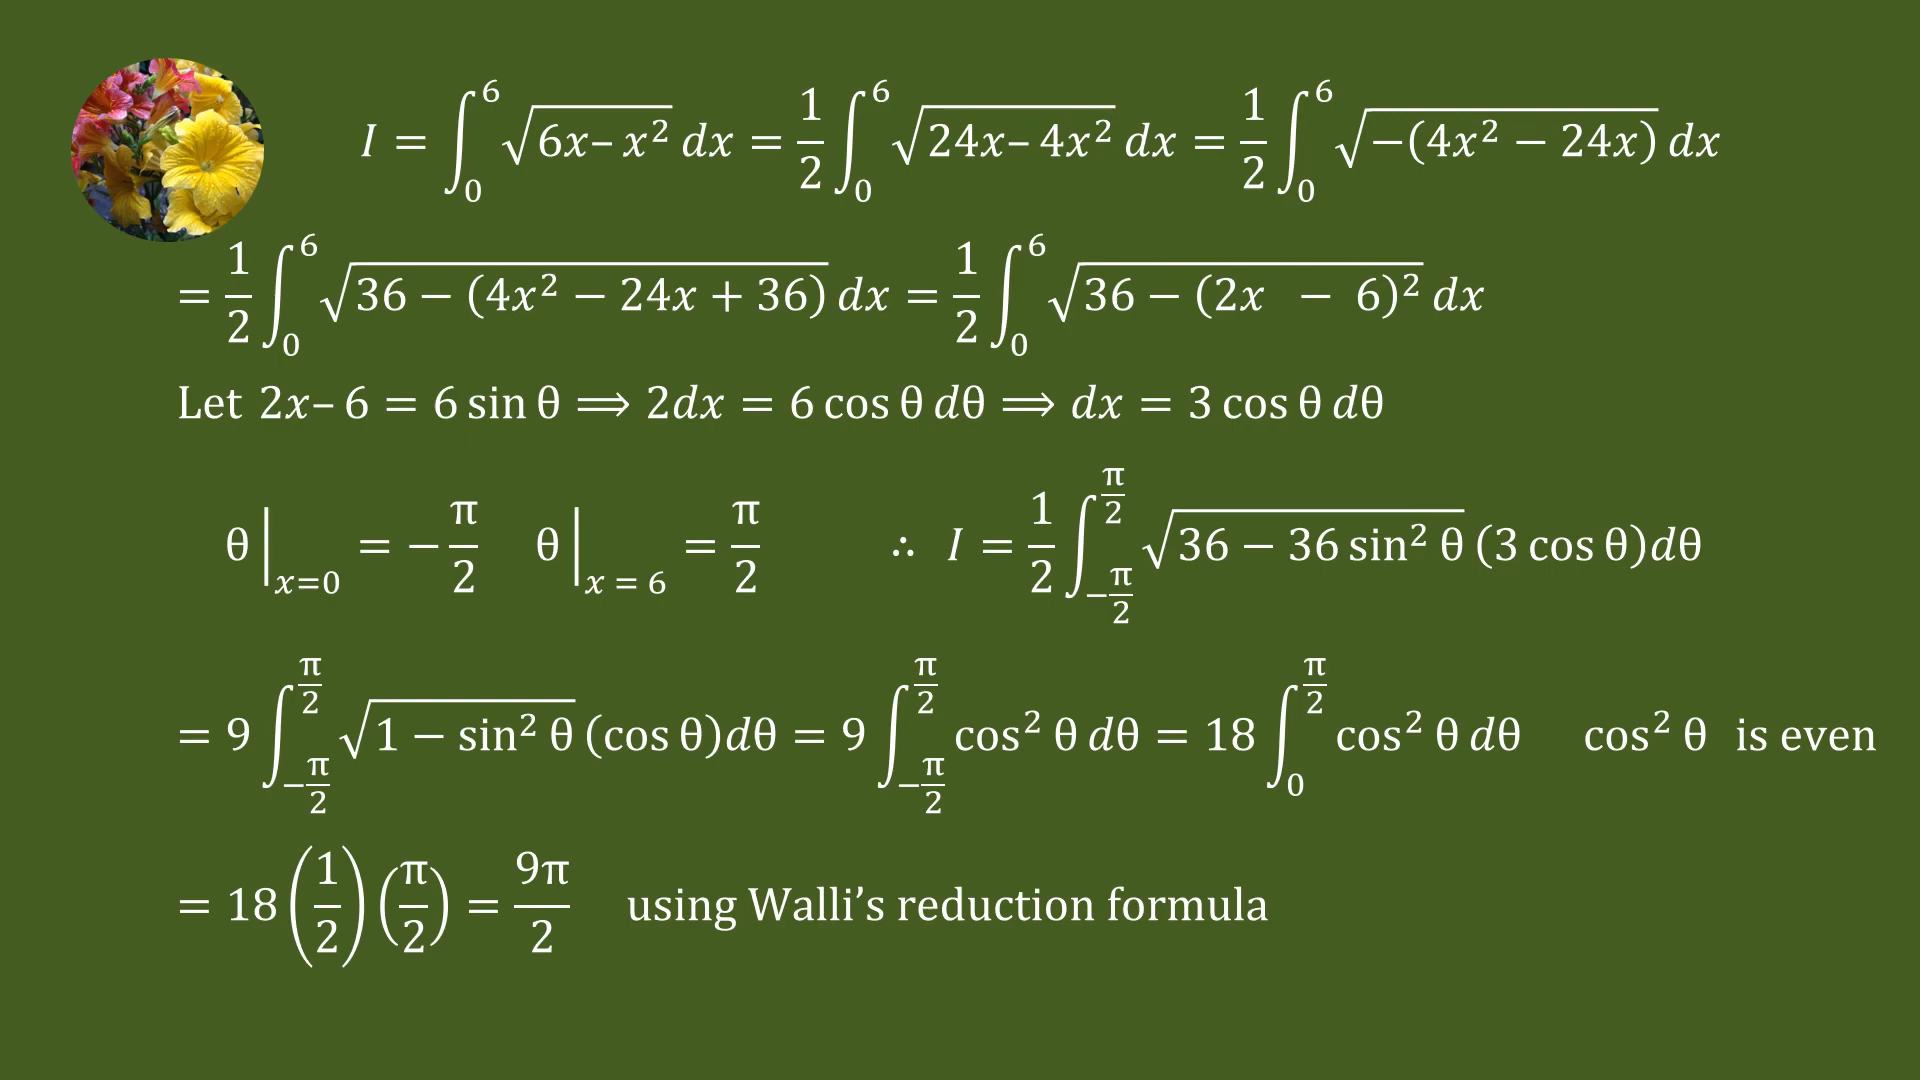 I = ∫₀⁶ √(6x– x²) dx = 1/2 ∫₀⁶ √(24x– 4x²) dx = 1/2 ∫₀⁶ √(−(4x² − 24x)) dx
= 1/2 ∫₀⁶ √(36 − (4x² − 24x + 36)) dx = 1/2 ∫₀⁶ √(36 − (2x − 6)²) dx
Let 2x– 6 = 6 sin θ ⟹ 2dx = 6 cos θ dθ ⟹ dx = 3 cos θ dθ
θ|_{x=0} = −π/2 θ|_{x = 6} = π/2 ∴ I = 1/2 ∫_{−π/2}^{π/2} √(36 − 36 sin² θ) (3 cos θ)dθ
= 9 ∫_{−π/2}^{π/2} √(1 − sin² θ) (cos θ)dθ = 9 ∫_{−π/2}^{π/2} cos² θ dθ = 18 ∫₀^{π/2} cos² θ dθ cos² θ is even
= 18 (1/2) (π/2) = 9π/2 using Walli’s reduction formula